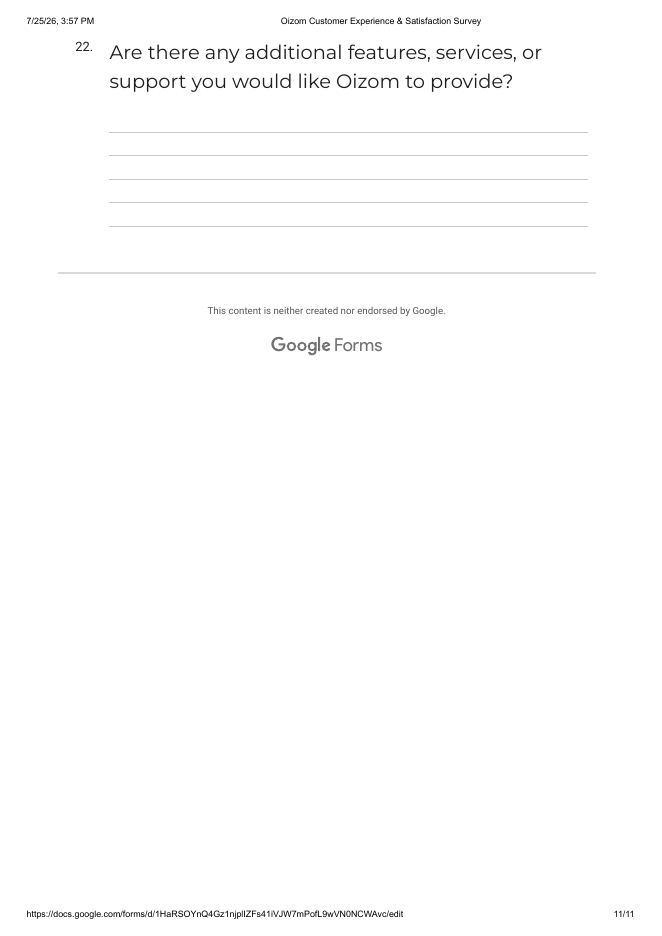 7/25/26, 3:57 PM
Oizom Customer Experience & Satisfaction Survey
22. Are there any additional features, services, or
support you would like Oizom to provide?
This content is neither created nor endorsed by Google.
Google Forms
https://docs.google.com/forms/d/1HaRSOYnQ4Gz1njplIZFs41iVJW7mPofL9wVN0NCWAvc/edit
11/11